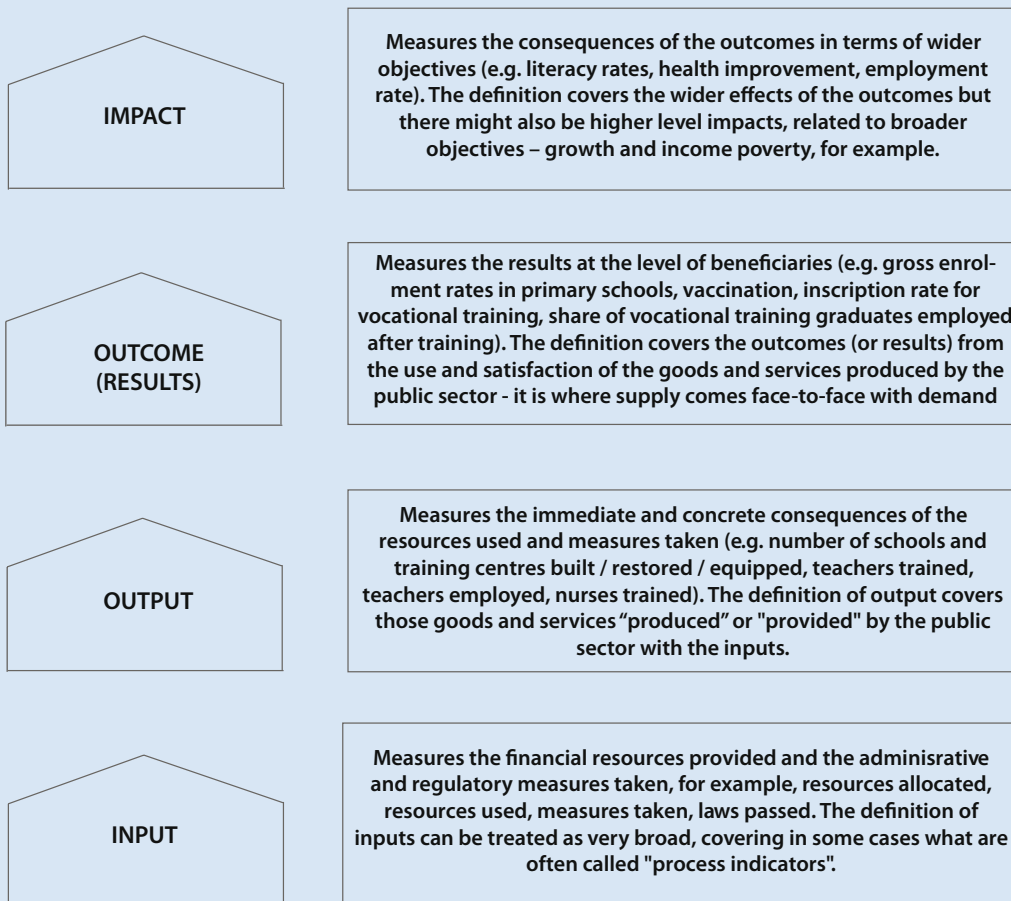 IMPACT
Measures the consequences of the outcomes in terms of wider
objectives (e.g. literacy rates, health improvement, employment
rate). The definition covers the wider effects of the outcomes but
there might also be higher level impacts, related to broader
objectives – growth and income poverty, for example.
OUTCOME
(RESULTS)
Measures the results at the level of beneficiaries (e.g. gross enrol-
ment rates in primary schools, vaccination, inscription rate for
vocational training, share of vocational training graduates employed
after training). The definition covers the outcomes (or results) from
the use and satisfaction of the goods and services produced by the
public sector - it is where supply comes face-to-face with demand
OUTPUT
Measures the immediate and concrete consequences of the
resources used and measures taken (e.g. number of schools and
training centres built / restored / equipped, teachers trained,
teachers employed, nurses trained). The definition of output covers
those goods and services “produced” or "provided" by the public
sector with the inputs.
INPUT
Measures the financial resources provided and the adminisrative
and regulatory measures taken, for example, resources allocated,
resources used, measures taken, laws passed. The definition of
inputs can be treated as very broad, covering in some cases what are
often called "process indicators".